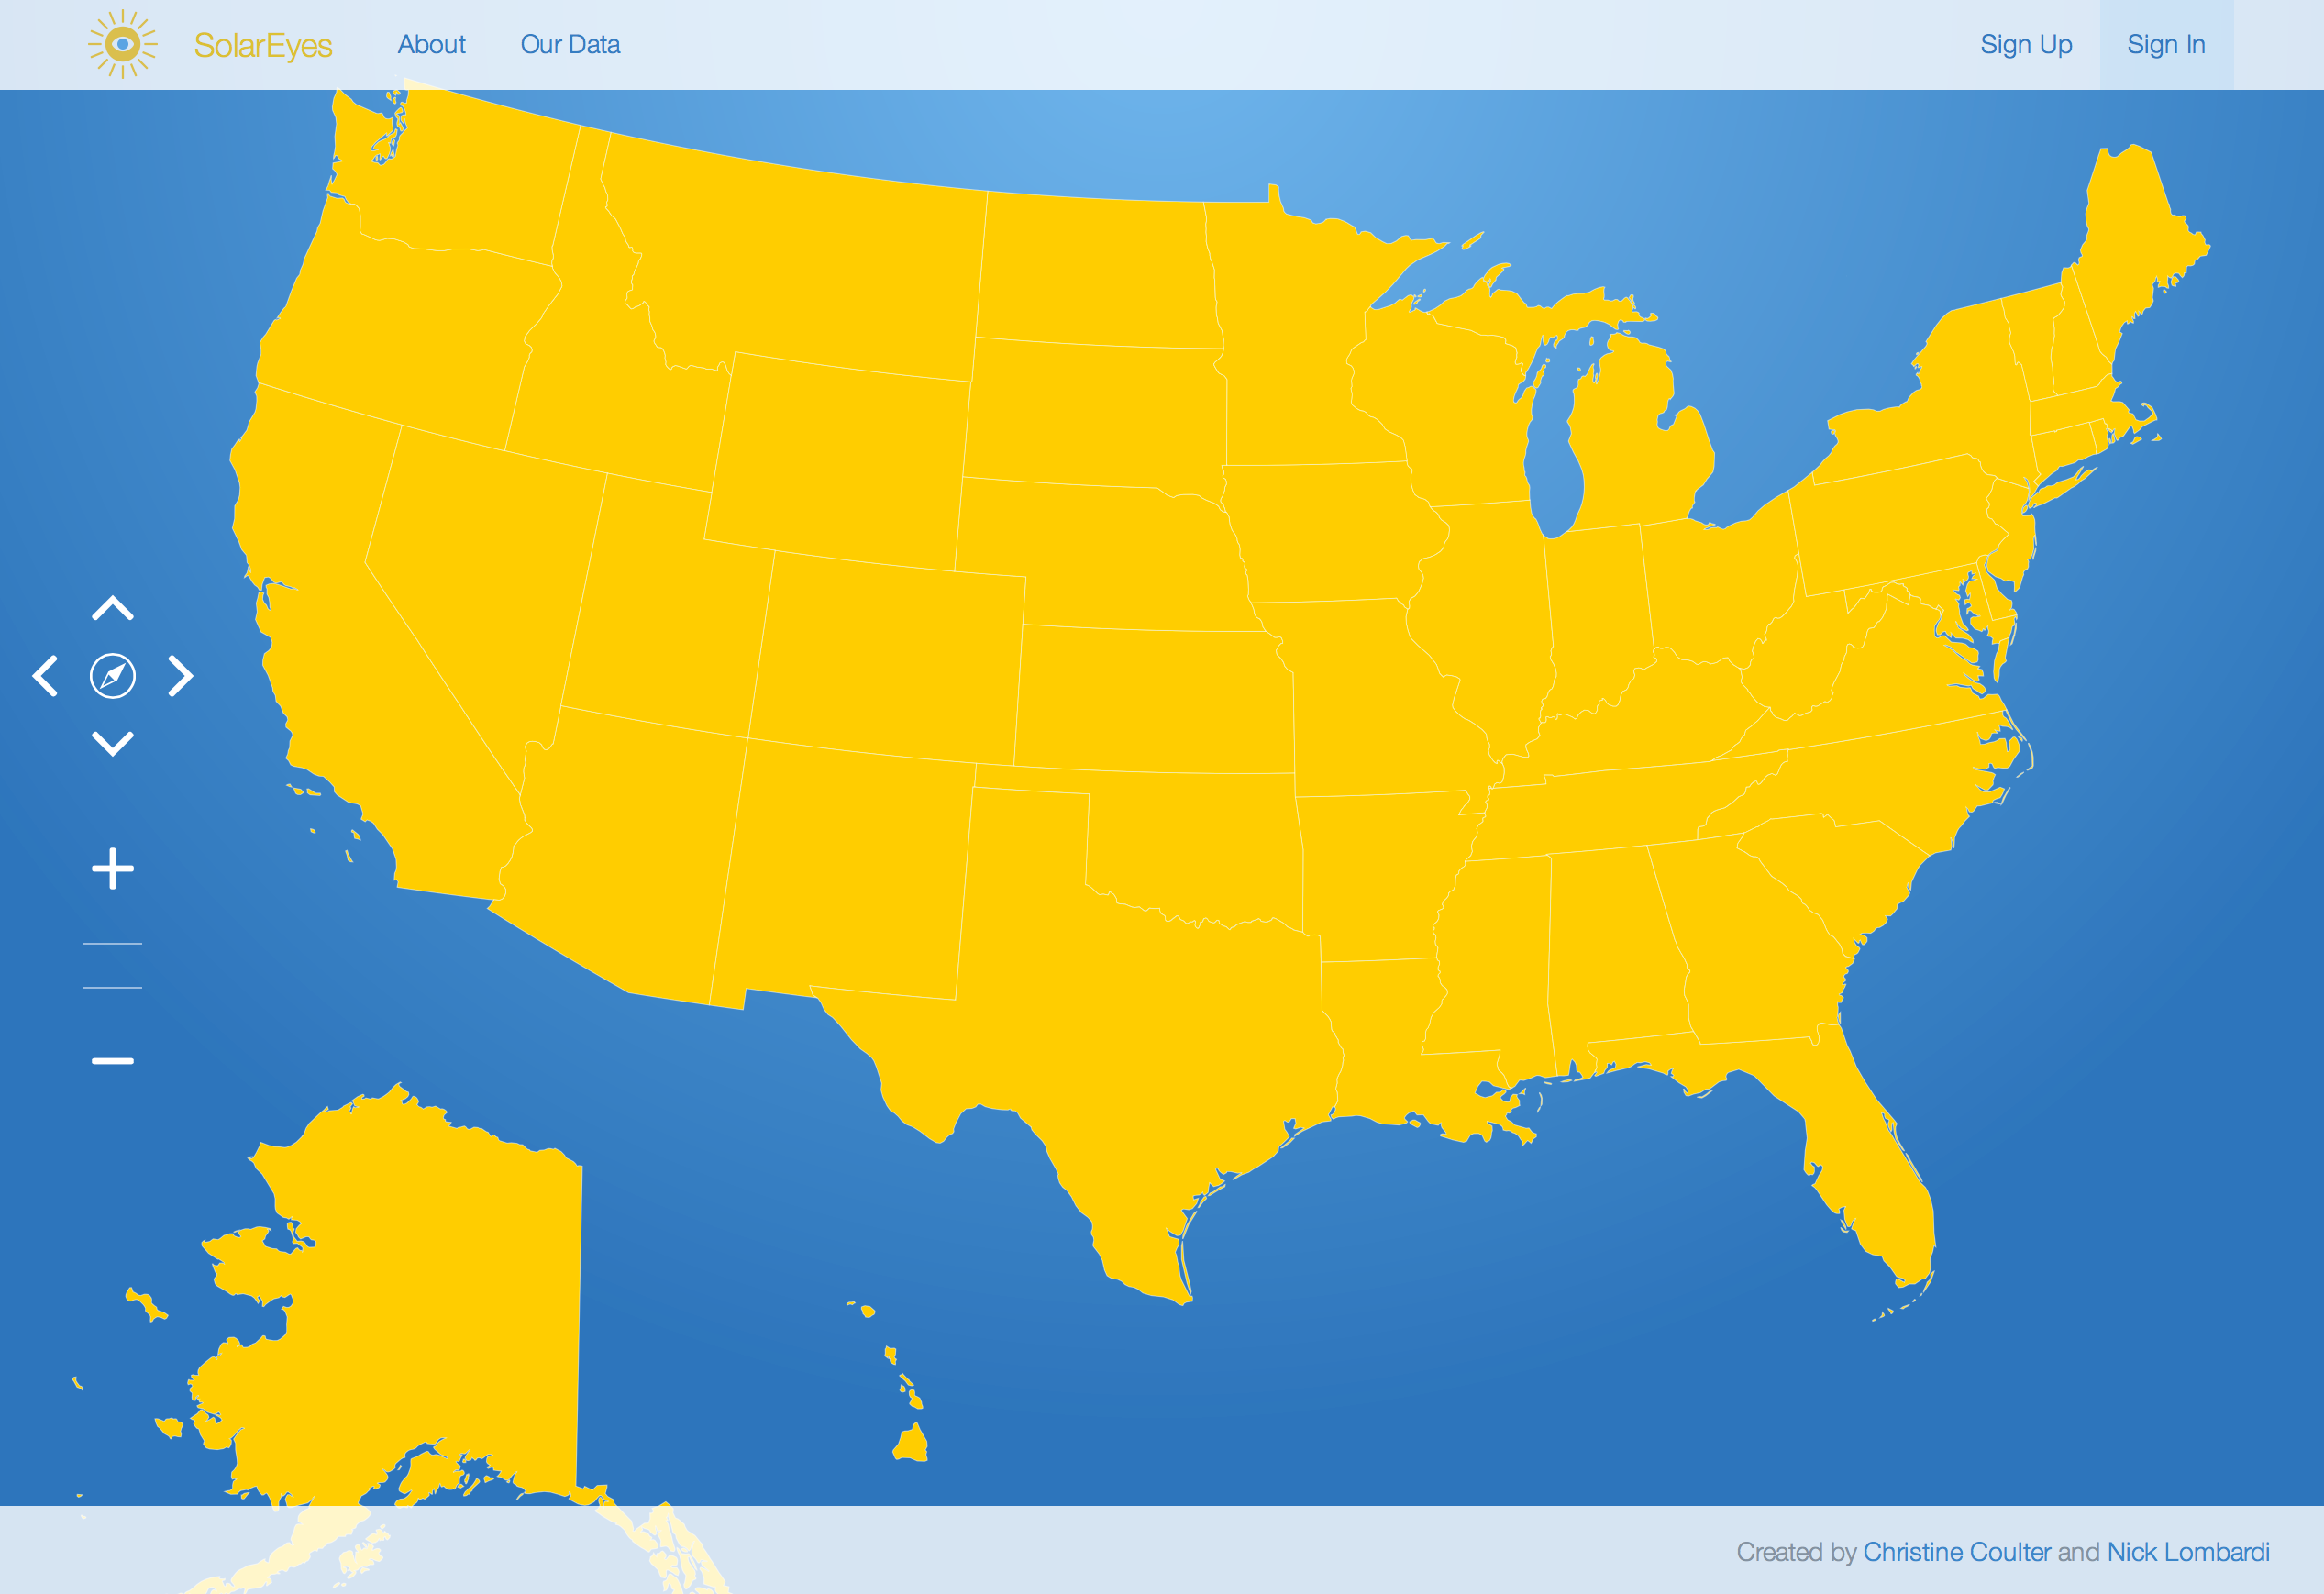 SolarEyes About Our Data Sign Up Sign In
Created by Christine Coulter and Nick Lombardi